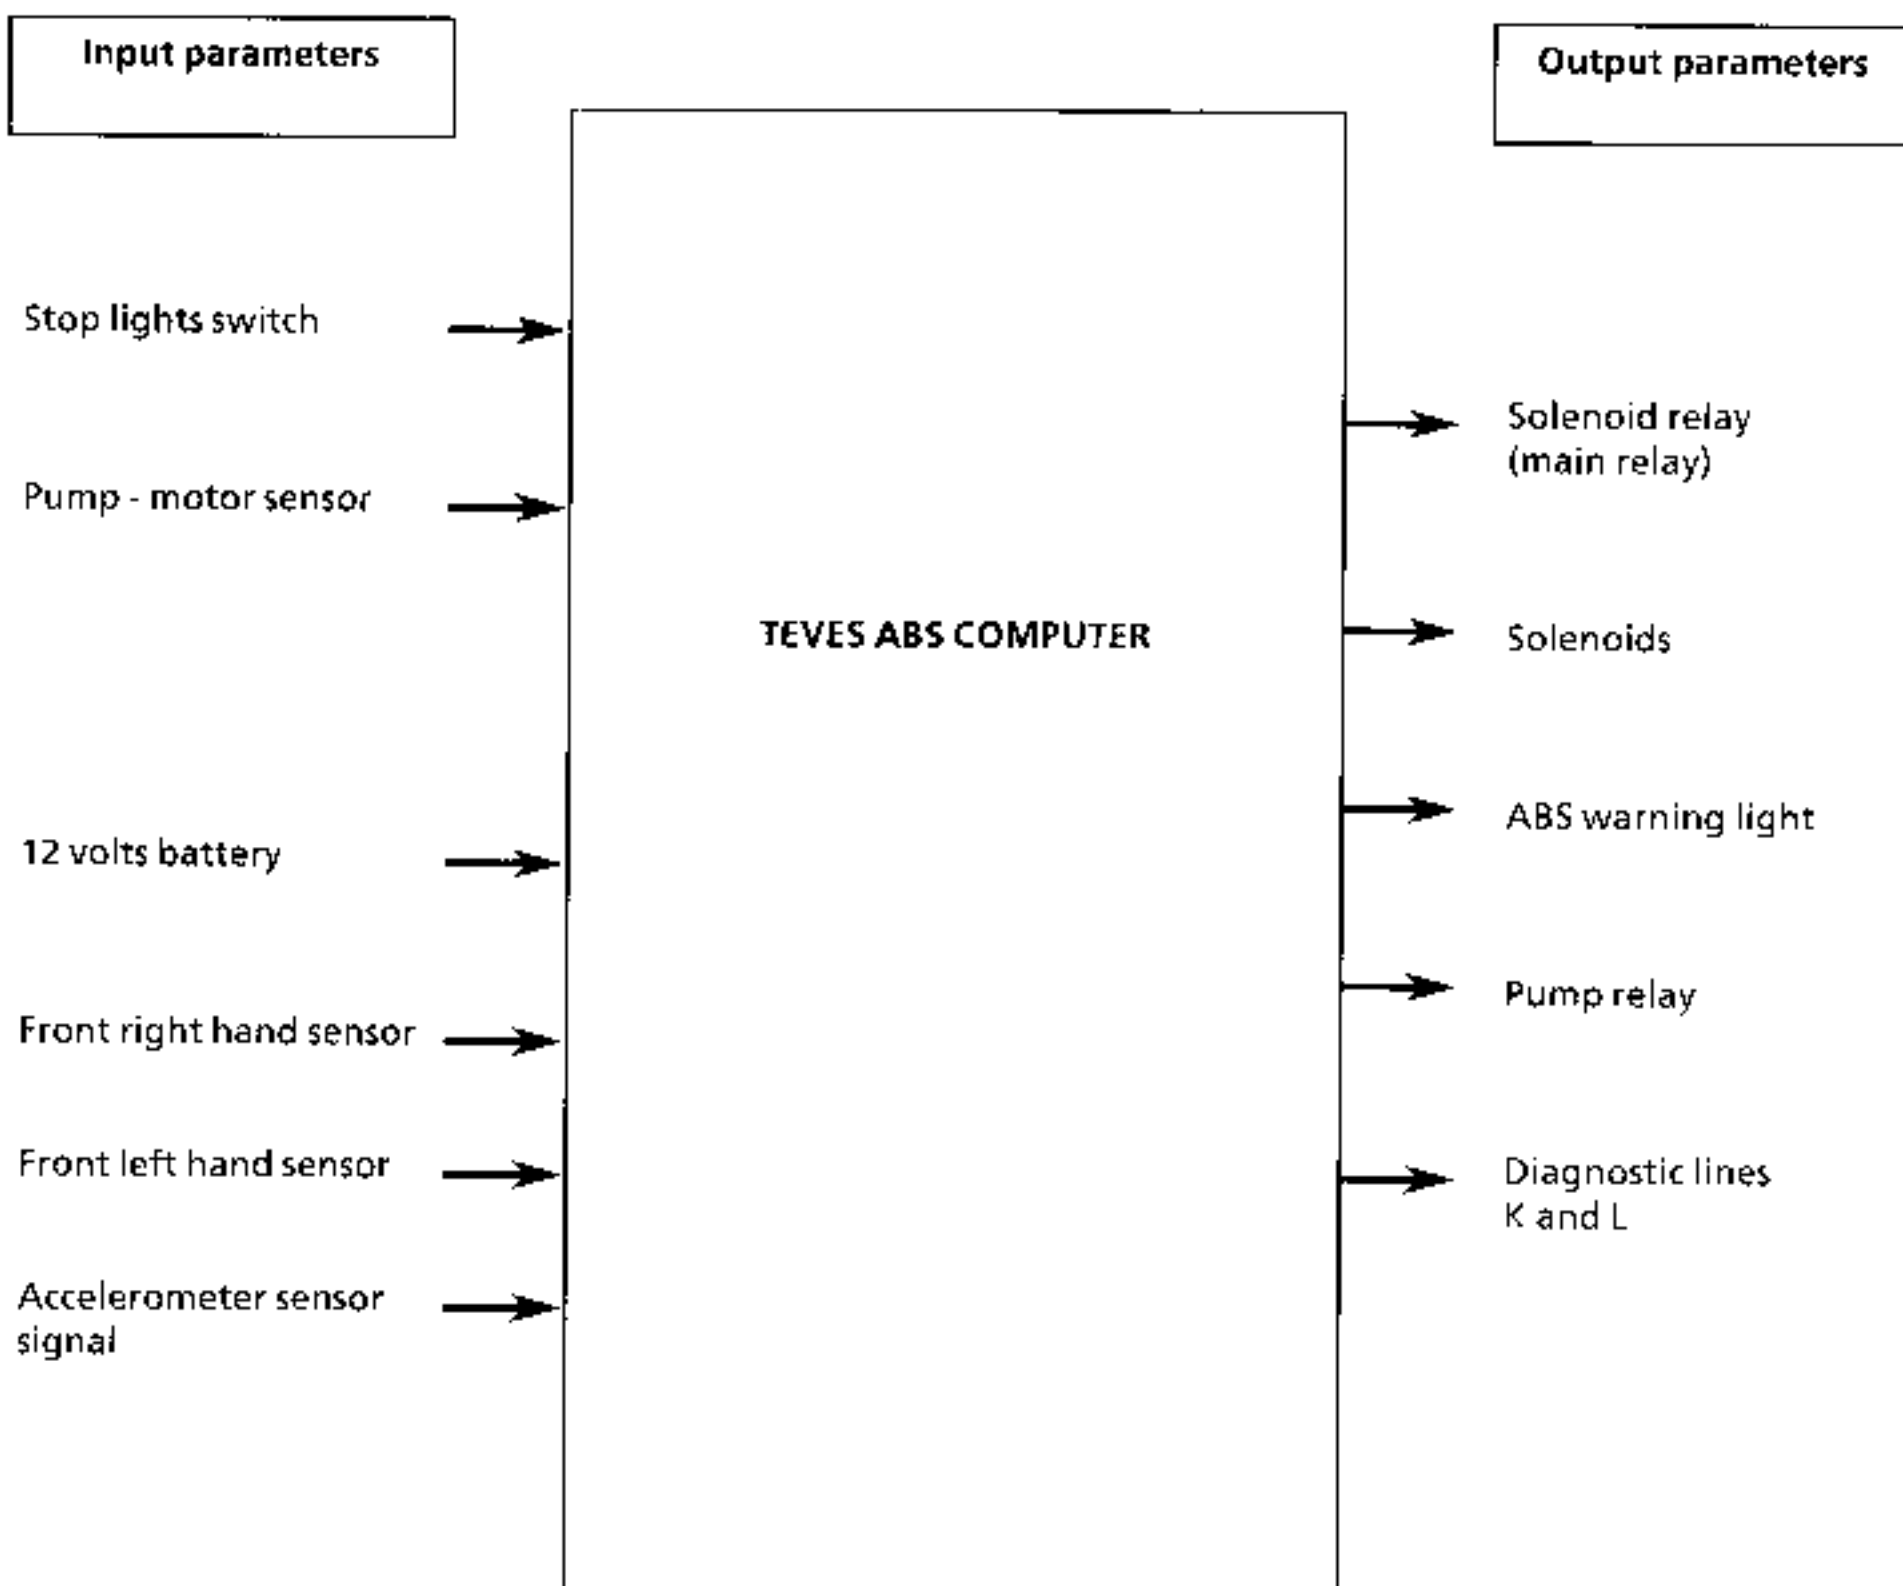 Input parameters
Output parameters
Stop lights switch
Pump - motor sensor
12 volts battery
Front right hand sensor
Front left hand sensor
Accelerometer sensor
signal
TEVES ABS COMPUTER
Solenoid relay
(main relay)
Solenoids
ABS warning light
Pump relay
Diagnostic lines
K and L